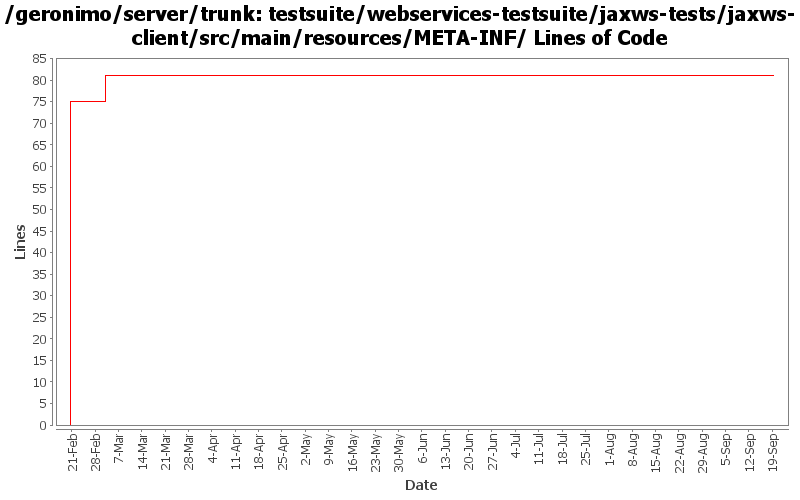 /geronimo/server/trunk: testsuite/webservices-testsuite/jaxws-tests/jaxws-
client/src/main/resources/META-INF/ Lines of Code
85
80
75
70
65
60
55
50
45
40
35
30
25
20
15
10
5
0
Lines
21-Feb
28-Feb
7-Mar
14-Mar
21-Mar
28-Mar
4-Apr
11-Apr
18-Apr
25-Apr
2-May
9-May
16-May
23-May
30-May
6-Jun
13-Jun
20-Jun
27-Jun
4-Jul
11-Jul
18-Jul
25-Jul
1-Aug
8-Aug
15-Aug
22-Aug
29-Aug
5-Sep
12-Sep
19-Sep
Date